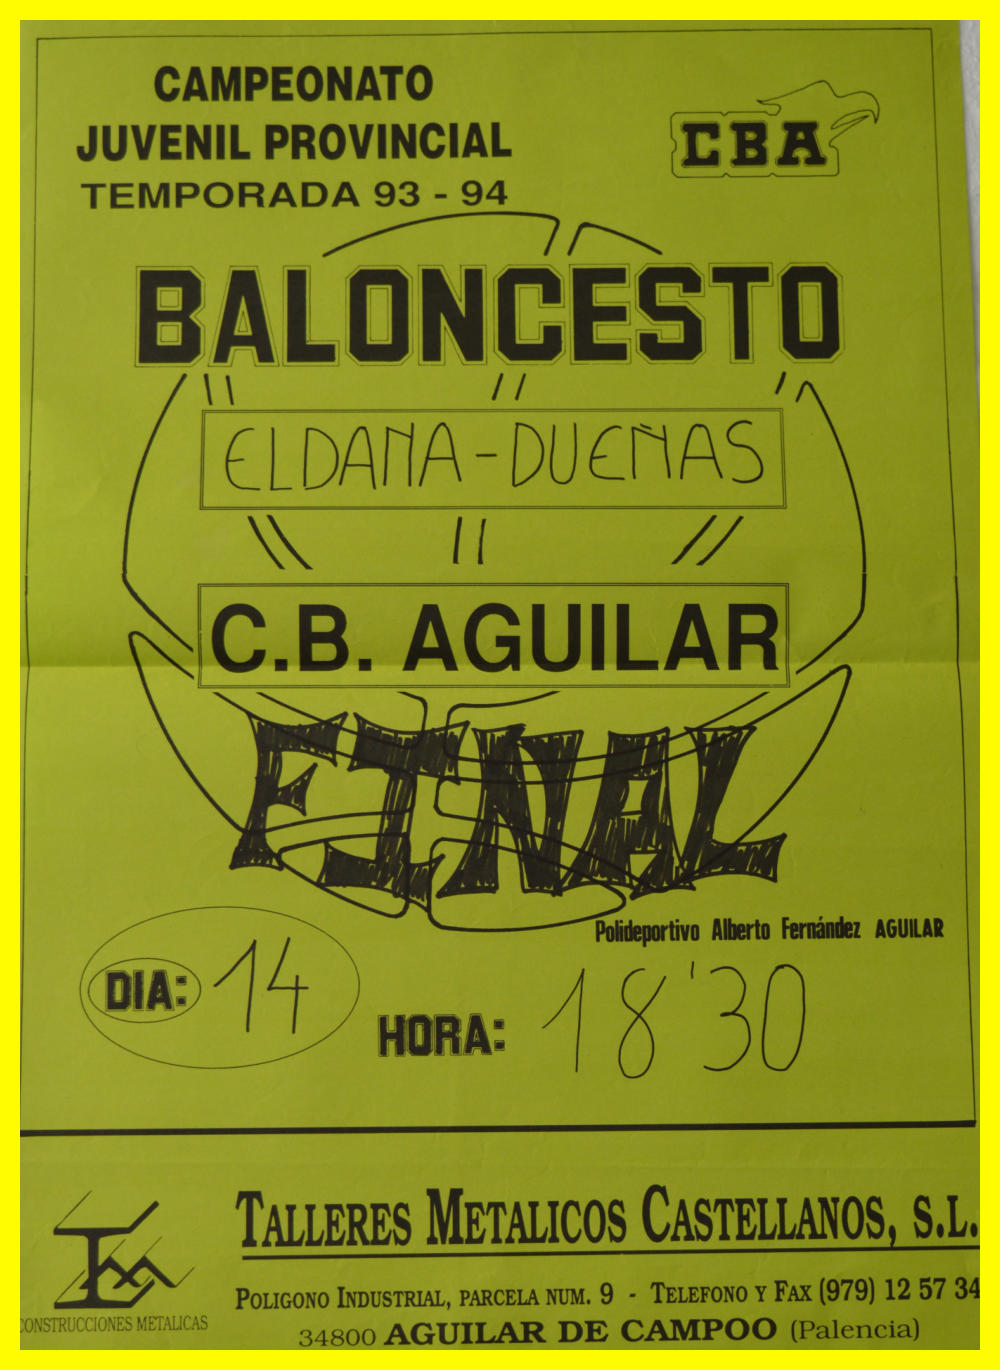 CAMPEONATO
JUVENIL PROVINCIAL
TEMPORADA 93 - 94
CBA
BALONCESTO
ELDANA-DUEÑAS
C.B. AGUILAR
FINAL
Polideportivo Alberto Fernández AGUILAR
DIA: 14
HORA: 18'30
TALLERES METALICOS CASTELLANOS, S.L.
POLIGONO INDUSTRIAL, PARCELA NUM. 9 - TELEFONO Y FAX (979) 12 57 34
CONSTRUCCIONES METALICAS
34800 AGUILAR DE CAMPOO (Palencia)